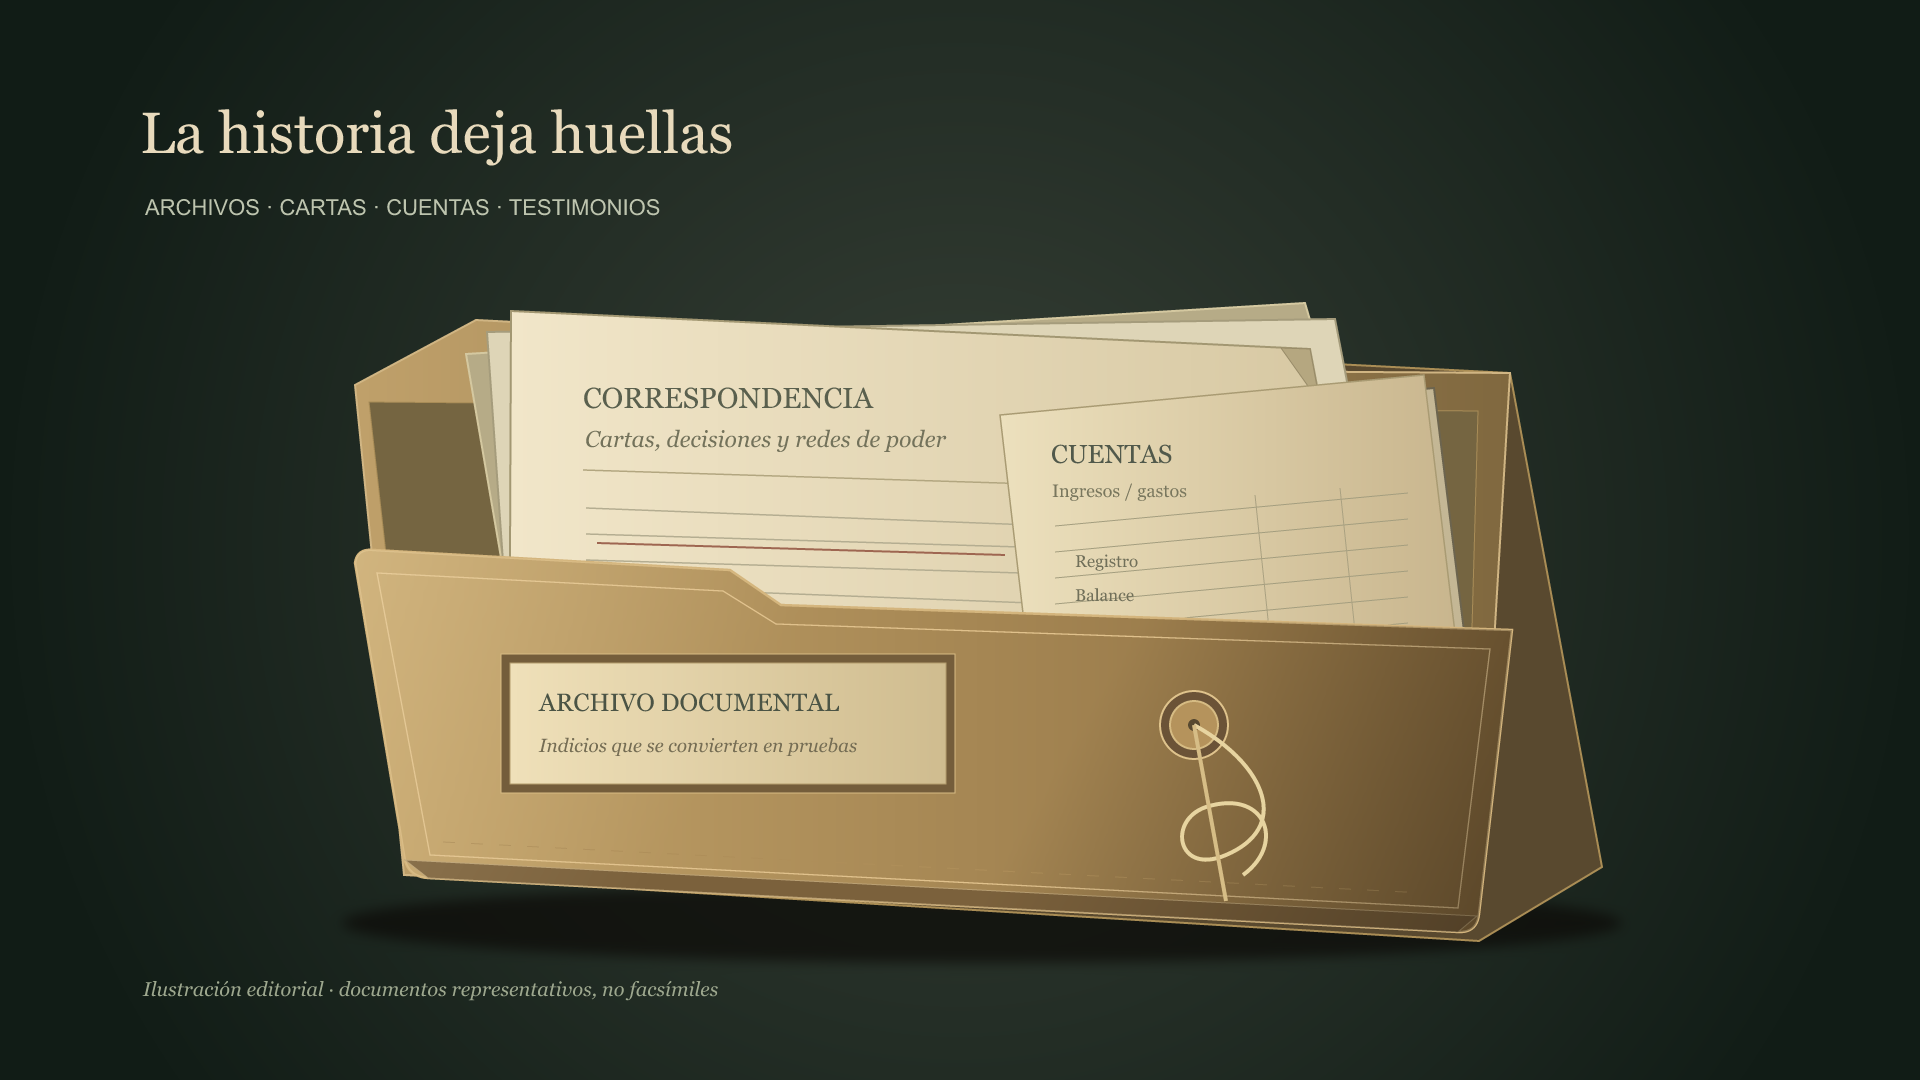 La historia deja huellas
ARCHIVOS · CARTAS · CUENTAS · TESTIMONIOS
CORRESPONDENCIA
Cartas, decisiones y redes de poder
CUENTAS
Ingresos / gastos
Registro
Balance
ARCHIVO DOCUMENTAL
Indicios que se convierten en pruebas
Ilustración editorial · documentos representativos, no facsímiles